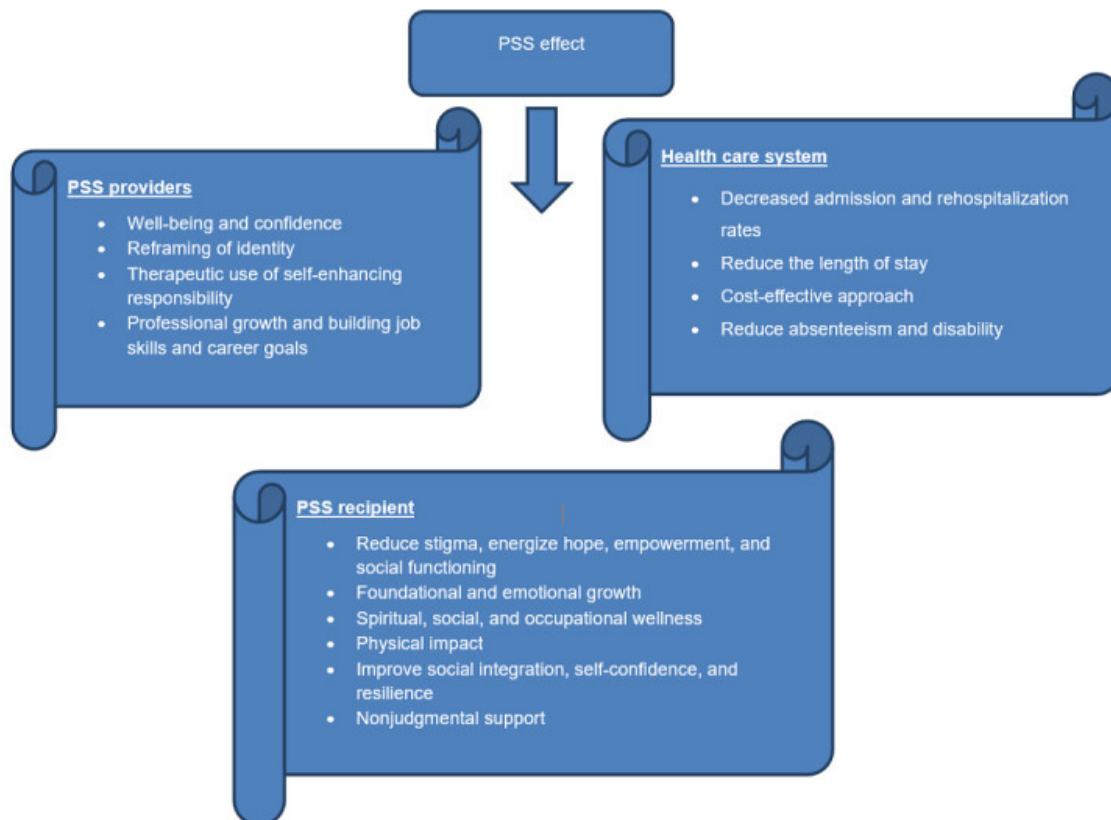 PSS effect
PSS providers
• Well-being and confidence
• Reframing of identity
• Therapeutic use of self-enhancing
responsibility
• Professional growth and building job
skills and career goals
Health care system
• Decreased admission and rehospitalization
rates
• Reduce the length of stay
• Cost-effective approach
• Reduce absenteeism and disability
PSS recipient
• Reduce stigma, energize hope, empowerment, and
social functioning
• Foundational and emotional growth
• Spiritual, social, and occupational wellness
• Physical impact
• Improve social integration, self-confidence, and
resilience
• Nonjudgmental support